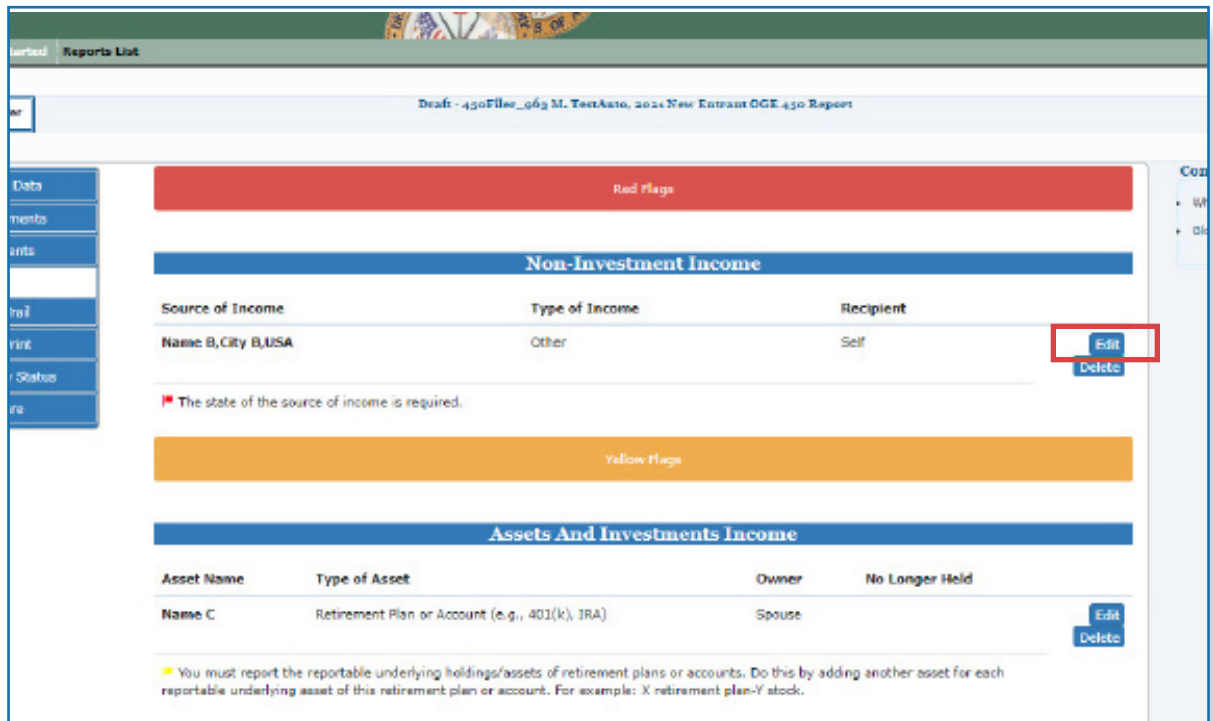 Reports List
Draft - 450Filer_963 M. TestAuto, 2021 New Entrant OGE 450 Report
Data
Red Flags
Non-Investment Income
Source of Income Type of Income Recipient
Name B,City B,USA Other Self Edit
Delete
Status
The state of the source of income is required.
Yellow Flags
Assets And Investments Income
Asset Name Type of Asset Owner No Longer Held
Name C Retirement Plan or Account (e.g., 401(k), IRA) Spouse Edit
Delete
You must report the reportable underlying holdings/assets of retirement plans or accounts. Do this by adding another asset for each
reportable underlying asset of this retirement plan or account. For example: X retirement plan-Y stock.